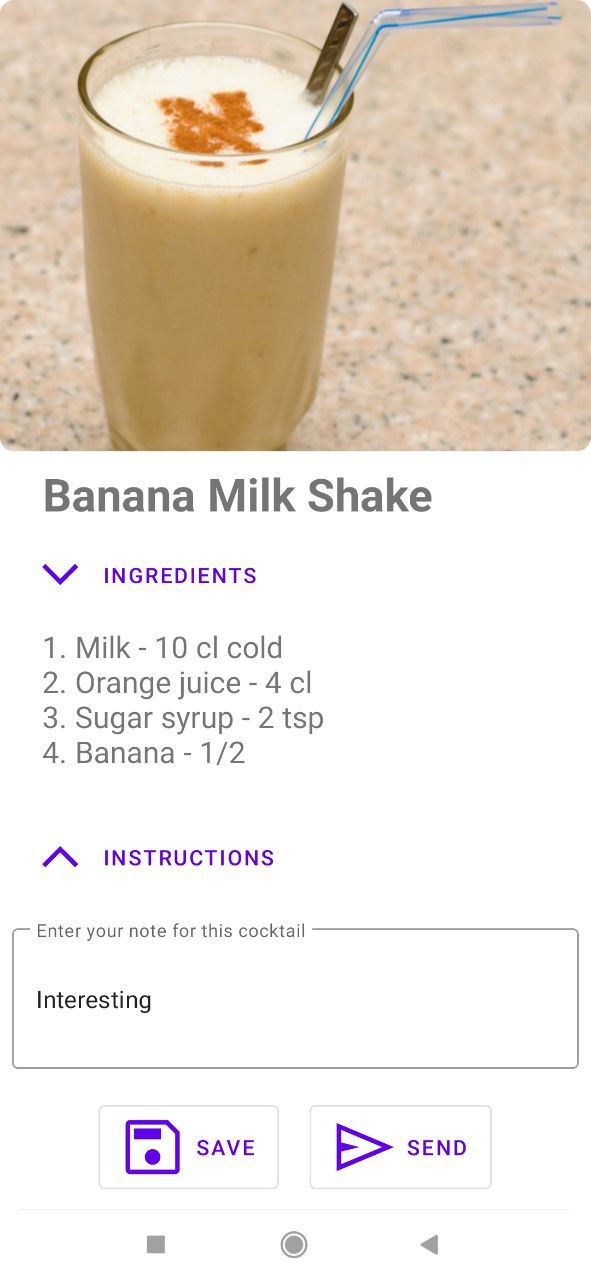 Banana Milk Shake
INGREDIENTS
1. Milk - 10 cl cold
2. Orange juice - 4 cl
3. Sugar syrup - 2 tsp
4. Banana - 1/2
INSTRUCTIONS
Enter your note for this cocktail
Interesting
SAVE
SEND